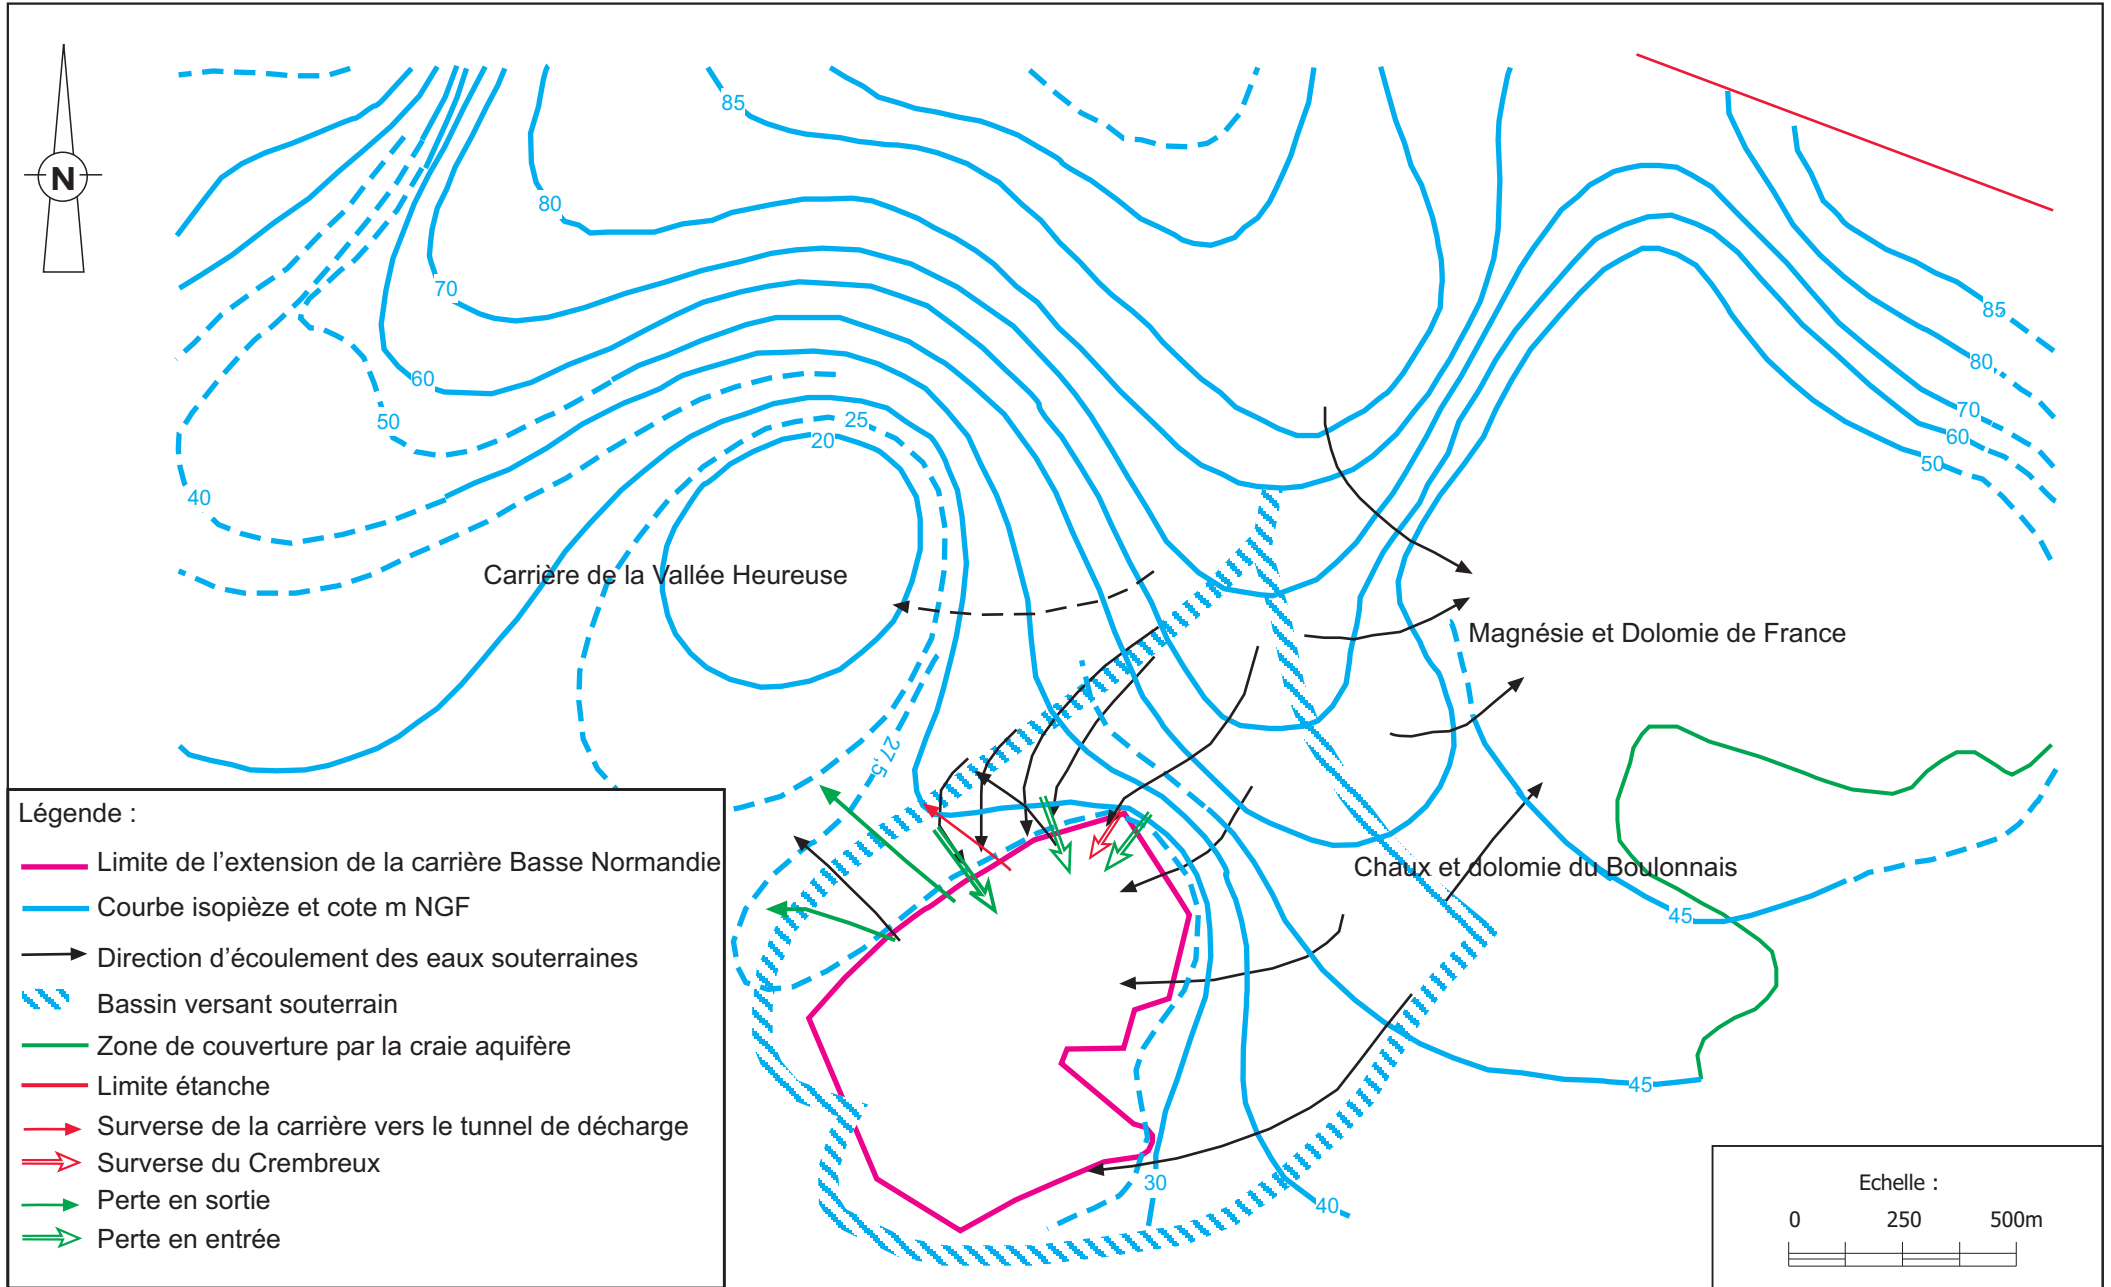 N
85
80
70
60
50
40
25
20
27,5
85
80
70
60
50
45
45
30
40
Carrière de la Vallée Heureuse
Magnésie et Dolomie de France
Chaux et dolomie du Boulonnais
Légende :
Limite de l'extension de la carrière Basse Normandie
Courbe isopièze et cote m NGF
Direction d'écoulement des eaux souterraines
Bassin versant souterrain
Zone de couverture par la craie aquifère
Limite étanche
Surverse de la carrière vers le tunnel de décharge
Surverse du Crembreux
Perte en sortie
Perte en entrée
Echelle :
0 250 500m